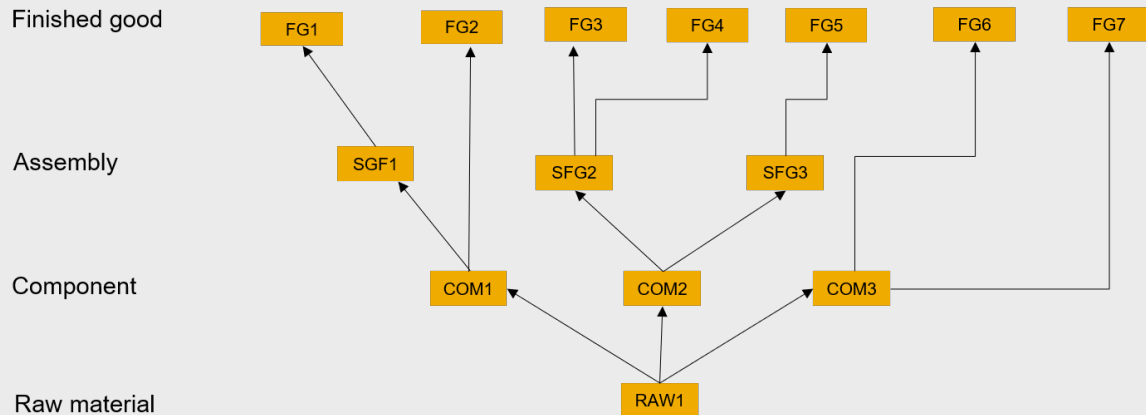 Finished good
FG1
FG2
FG3
FG4
FG5
FG6
FG7
Assembly
SGF1
SFG2
SFG3
Component
COM1
COM2
COM3
Raw material
RAW1